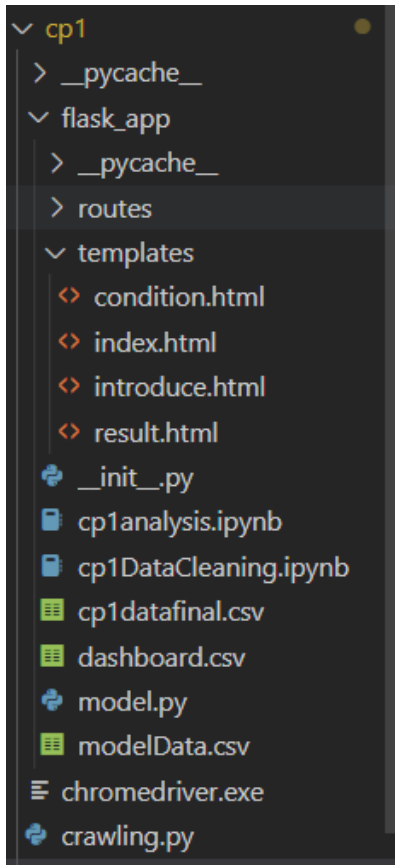 cp1
__pycache__
flask_app
__pycache__
routes
templates
condition.html
index.html
introduce.html
result.html
__init__.py
cp1analysis.ipynb
cp1DataCleaning.ipynb
cp1datafinal.csv
dashboard.csv
model.py
modelData.csv
chromedriver.exe
crawling.py